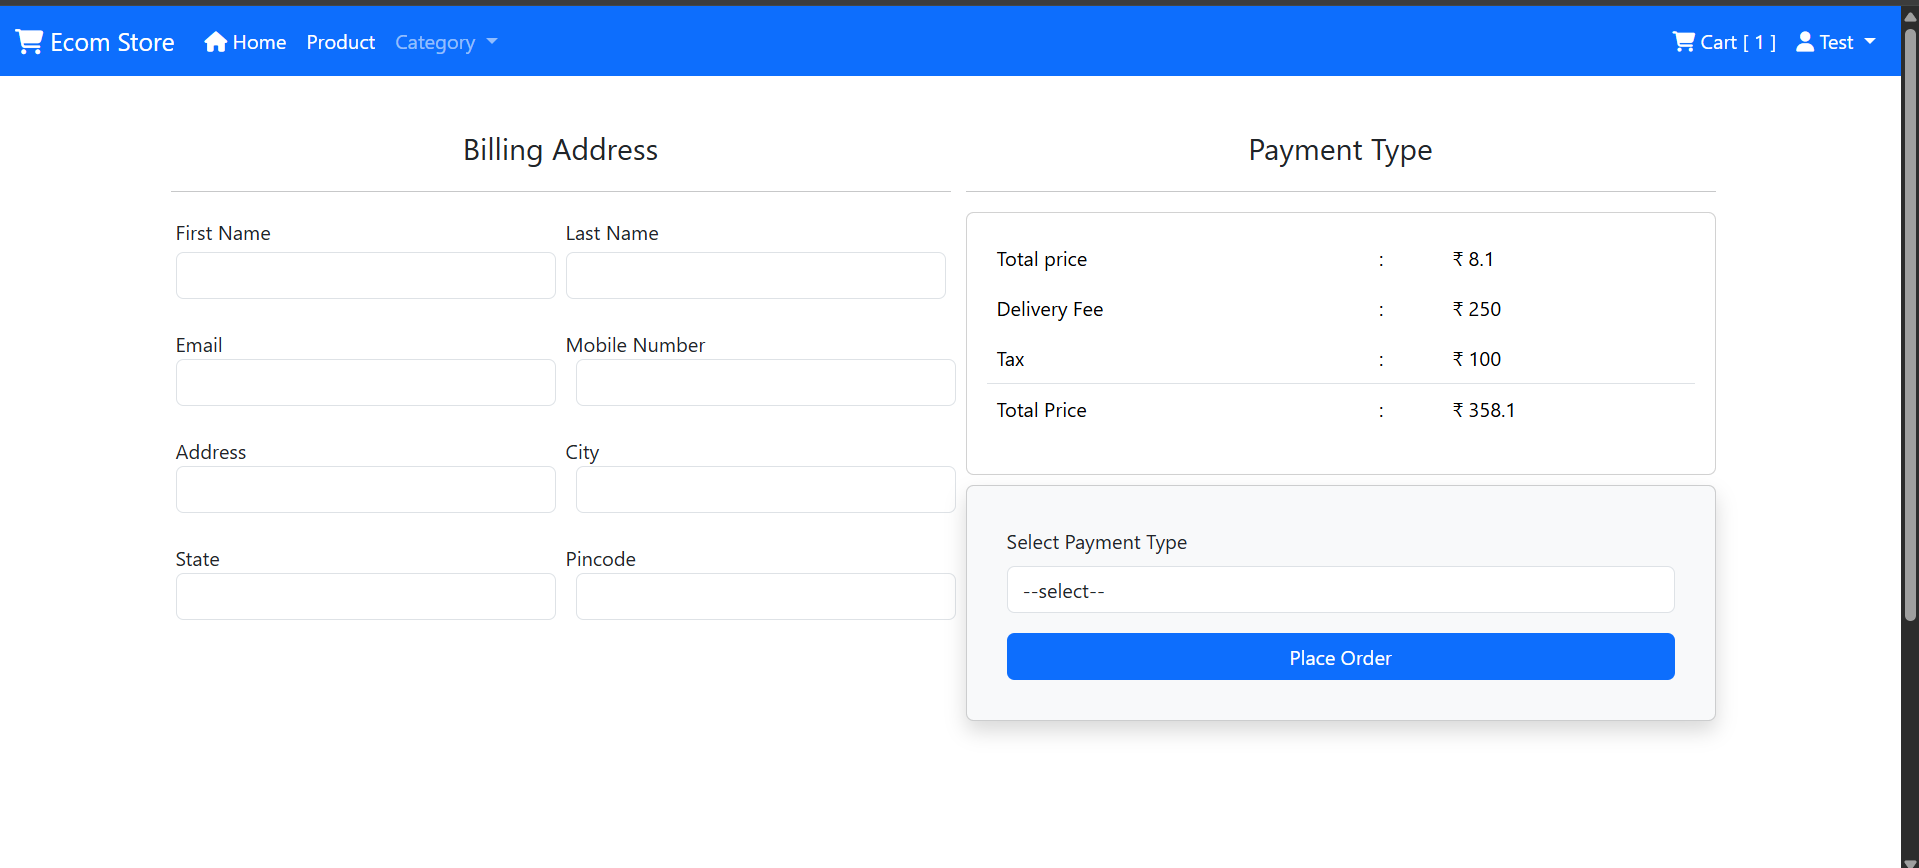 Ecom Store Home Product Category Cart [ 1 ] Test
Billing Address
First Name Last Name
Email Mobile Number
Address City
State Pincode
Payment Type
Total price : ₹ 8.1
Delivery Fee : ₹ 250
Tax : ₹ 100
Total Price : ₹ 358.1
Select Payment Type
--select--
Place Order